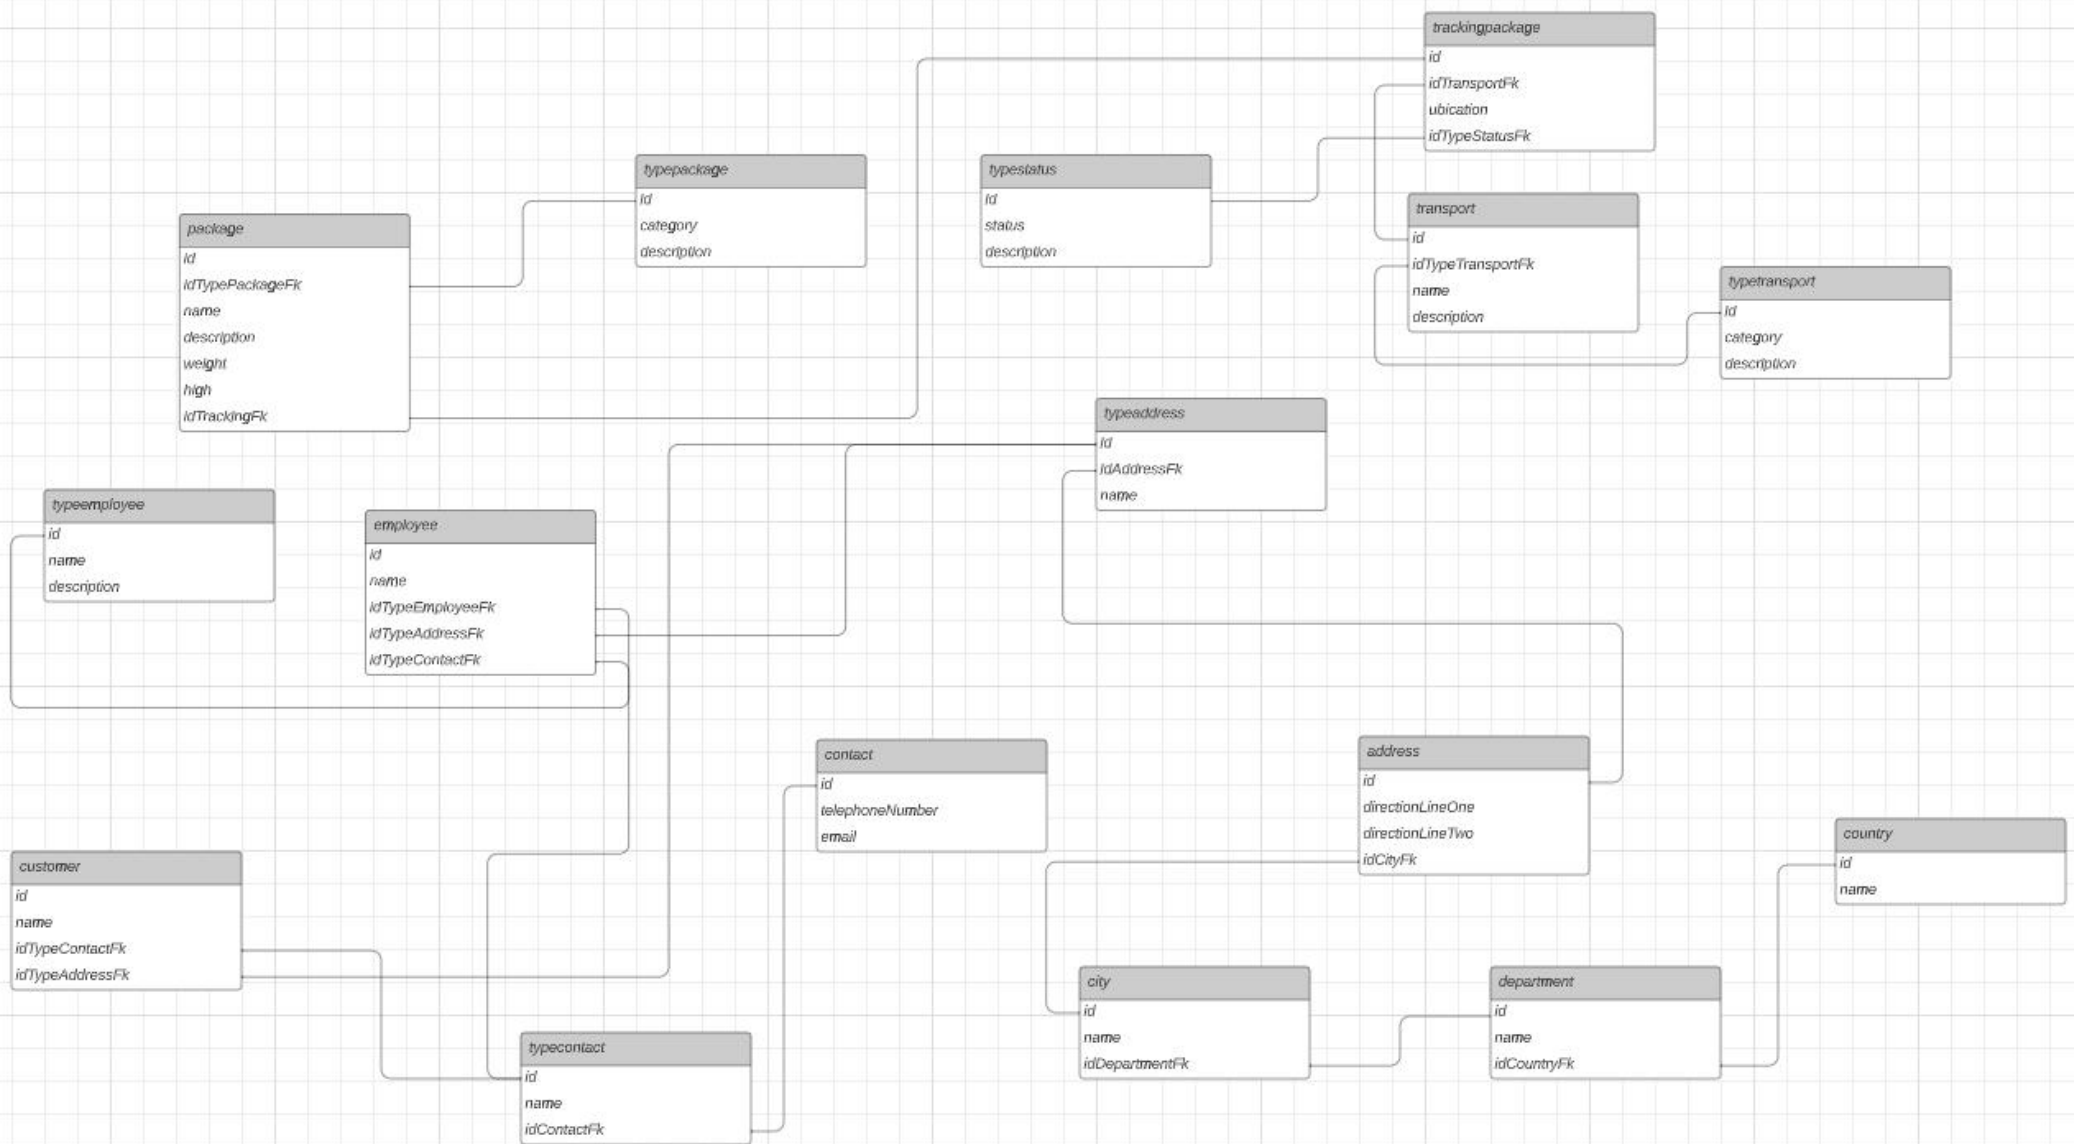 trackingpackage
id
idTransportFk
ubication
idTypeStatusFk
typepackage
id
category
description
typestatus
id
status
description
transport
id
idTypeTransportFk
name
description
package
id
idTypePackageFk
name
description
weight
high
idTrackingFk
typetransport
id
category
description
typeaddress
id
idAddressFk
name
typeemployee
id
name
description
employee
id
name
idTypeEmployeeFk
idTypeAddressFk
idTypeContactFk
contact
id
telephoneNumber
email
address
id
directionLineOne
directionLineTwo
idCityFk
country
id
name
customer
id
name
idTypeContactFk
idTypeAddressFk
city
id
name
idDepartmentFk
department
id
name
idCountryFk
typecontact
id
name
idContactFk